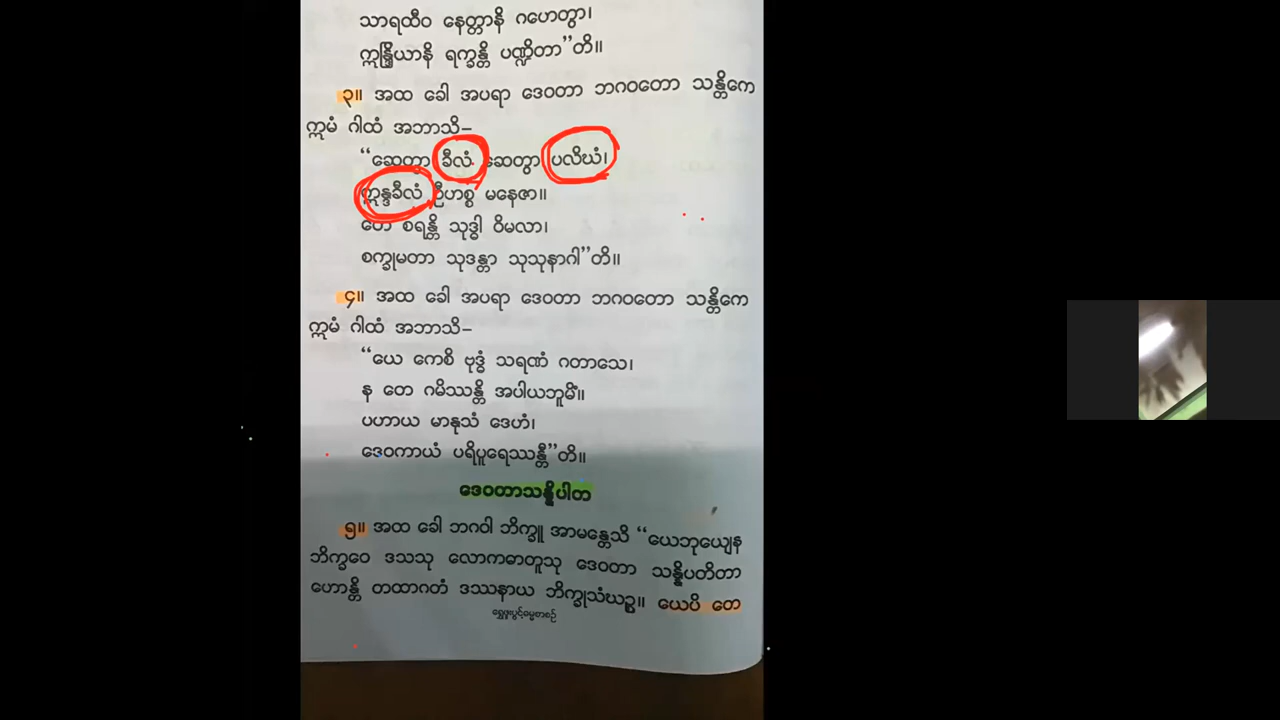 သာရထီဝ နေတ္တာနိ ဂဟေတွာ၊
ဣန္ဒြိယာနိ ရက္ခန္တိ ပဏ္ဍိတာ”တိ။
၃။ အထ ခေါ အပရာ ဒေဝတာ ဘဂဝတော သန္တိကေ
ဣမံ ဂါထံ အဘာသိ–
“ဆေတွာ ခီလံ ဆေတွာ ပလိဃံ၊
ဣန္ဒခီလံ ဦဟစ္စ မနေဇာ။
တေ စရန္တိ သုဒ္ဓါ ဝိမလာ၊
စက္ခုမတာ သုဒန္တာ သုသုနာဂါ”တိ။
၄။ အထ ခေါ အပရာ ဒေဝတာ ဘဂဝတော သန္တိကေ
ဣမံ ဂါထံ အဘာသိ–
“ယေ ကေစိ ဗုဒ္ဓံ သရဏံ ဂတာသေ၊
န တေ ဂမိဿန္တိ အပါယဘူမိံ။
ပဟာယ မာနုသံ ဒေဟံ၊
ဒေဝကာယံ ပရိပူရေဿန္တီ”တိ။
ဒေဝတာသန္နိပါတ
၅။ အထ ခေါ ဘဂဝါ ဘိက္ခူ အာမန္တေသိ “ယေဘုယျေန
ဘိက္ခဝေ ဒသသု လောကဓာတူသု ဒေဝတာ သန္နိပတိတာ
ဟောန္တိ တထာဂတံ ဒဿနာယ ဘိက္ခုသံဃဉ္စ။ ယေပိ တေ